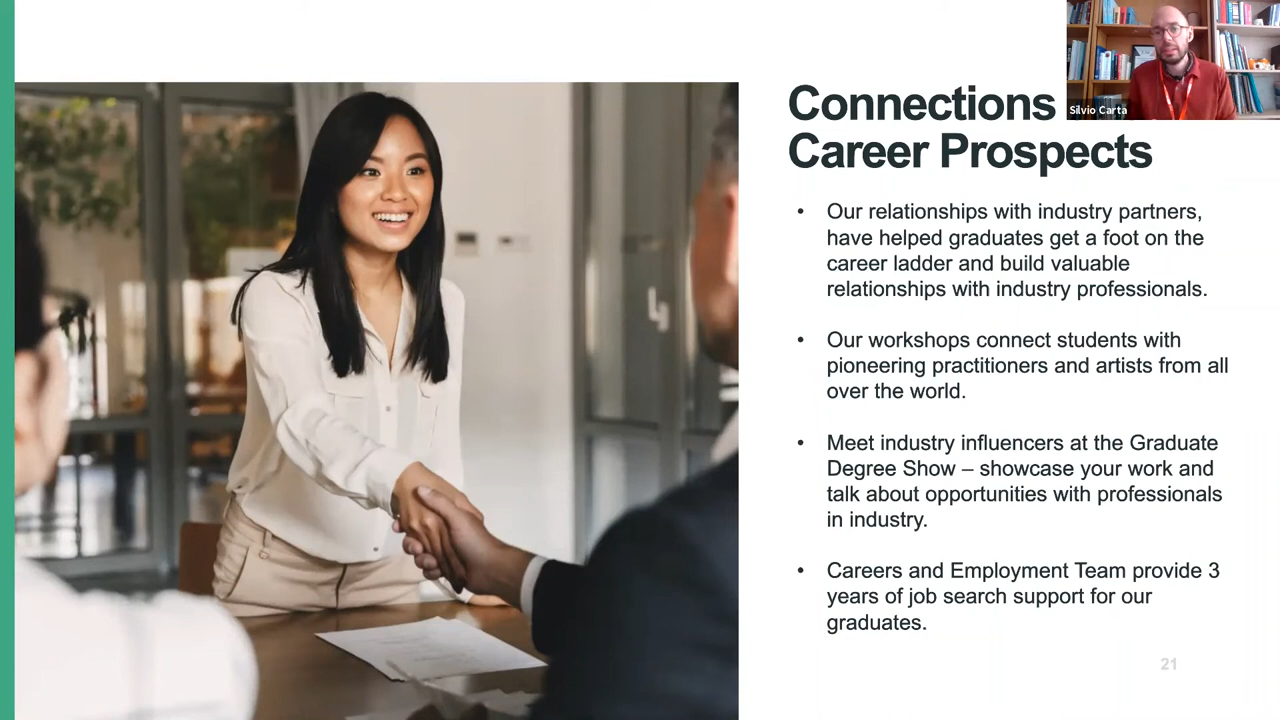 Connections
Career Prospects
Silvio Carta
• Our relationships with industry partners,
have helped graduates get a foot on the
career ladder and build valuable
relationships with industry professionals.
• Our workshops connect students with
pioneering practitioners and artists from all
over the world.
• Meet industry influencers at the Graduate
Degree Show – showcase your work and
talk about opportunities with professionals
in industry.
• Careers and Employment Team provide 3
years of job search support for our
graduates.
21